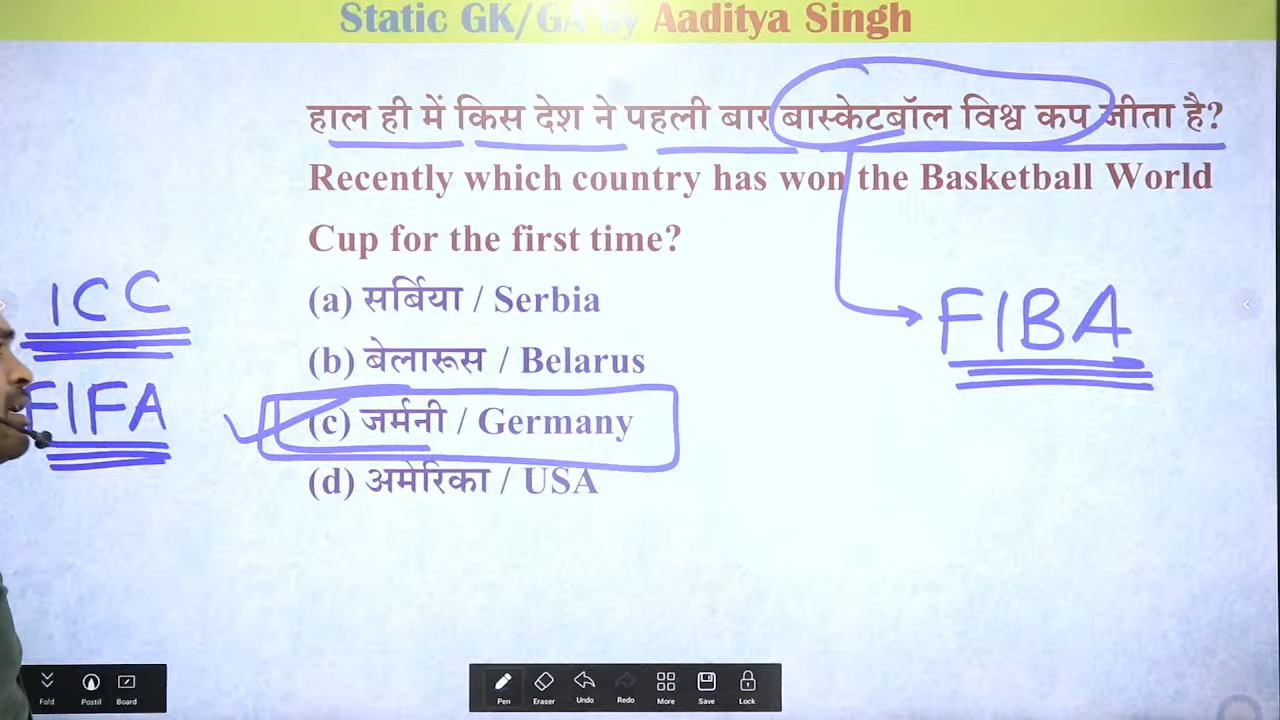 Static GK/GA by Aaditya Singh
हाल ही में किस देश ने पहली बार बास्केटबॉल विश्व कप जीता है?
Recently which country has won the Basketball World
Cup for the first time?
(a) सर्बिया / Serbia
(b) बेलारूस / Belarus
(c) जर्मनी / Germany
(d) अमेरिका / USA
ICC
FIFA
FIBA
Fold
Postil
Board
Pen
Eraser
Undo
Redo
More
Save
Lock